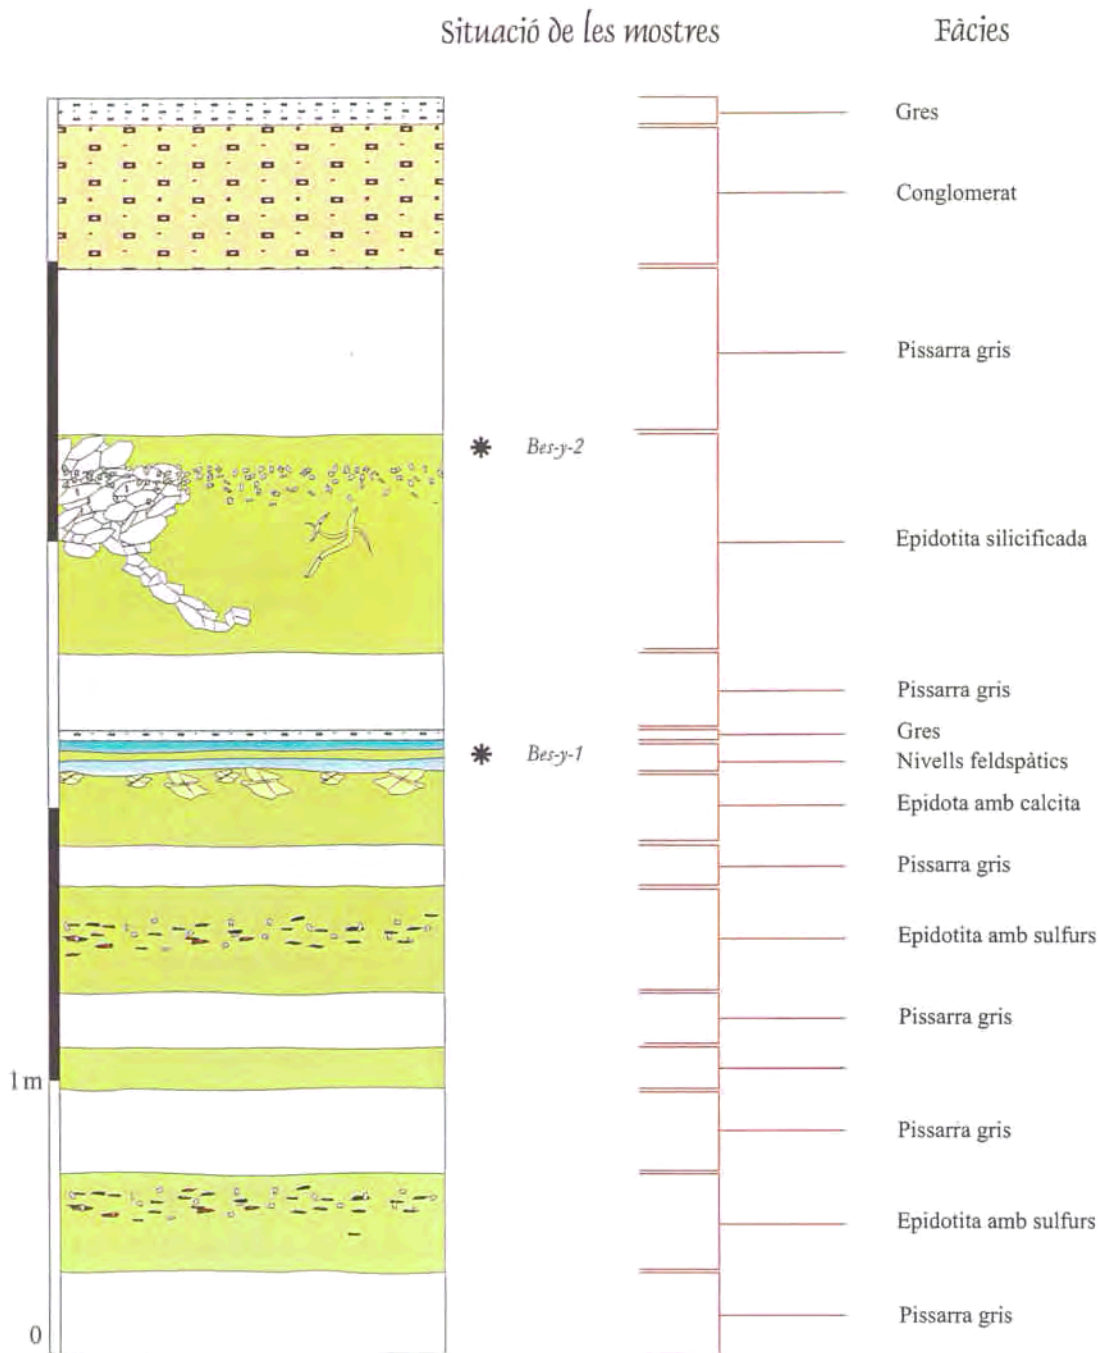 Situació de les mostres Fàcies
Gres
Conglomerat
Pissarra gris
Bes-y-2
Epidotita silicificada
Pissarra gris
Gres
Bes-y-1
Nivells feldspàtics
Epidota amb calcita
Pissarra gris
Epidotita amb sulfurs
Pissarra gris
1m
Pissarra gris
Epidotita amb sulfurs
Pissarra gris
0